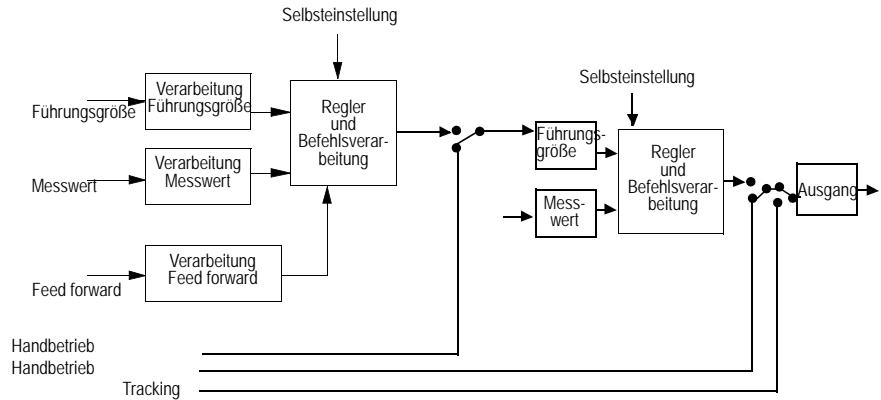 Selbsteinstellung
Verarbeitung
Führungsgröße
Führungsgröße
Regler
und
Befehlsverar-
beitung
Messwert
Verarbeitung
Messwert
Feed forward
Verarbeitung
Feed forward
Selbsteinstellung
Führungs-
größe
Mess-
wert
Regler
und
Befehlsverar-
beitung
Ausgang
Handbetrieb
Handbetrieb
Tracking